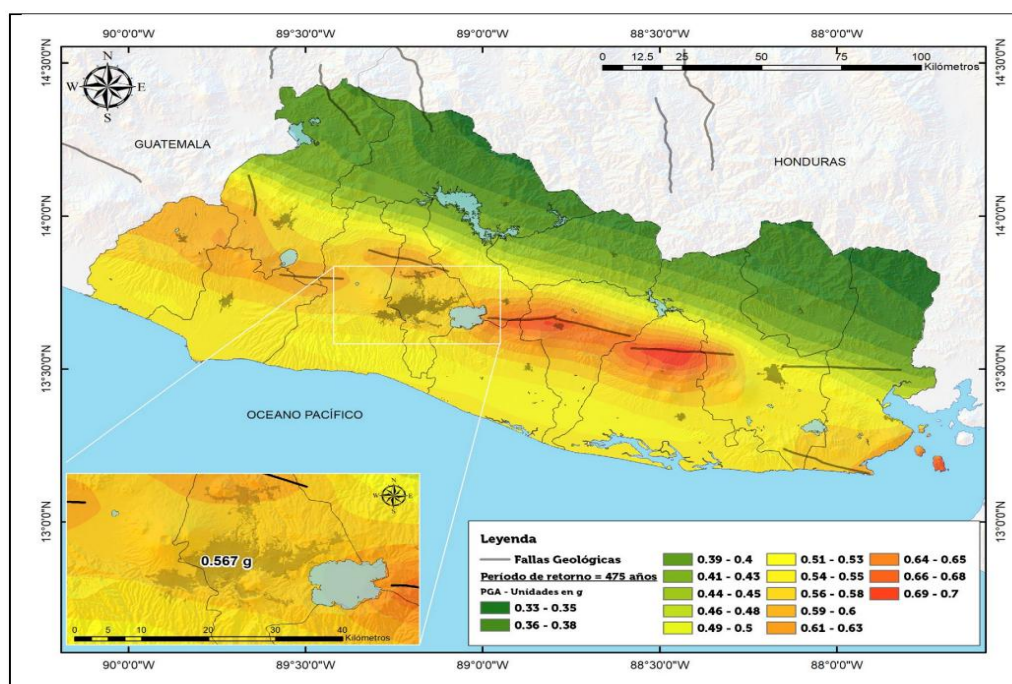 90°0'0"W 89°30'0"W 89°0'0"W 88°30'0"W 88°0'0"W
14°30'0"N
14°30'0"N
N
W E
S
0 12.5 25 50 75 100
Kilómetros
GUATEMALA
HONDURAS
14°0'0"N
14°0'0"N
13°30'0"N
13°30'0"N
OCEANO PACÍFICO
13°0'0"N
13°0'0"N
N
W E
S
0.567 g
0 5 10 20 30 40
Kilómetros
Leyenda
Fallas Geológicas
Período de retorno = 475 años
PGA - Unidades en g
0.33 - 0.35
0.36 - 0.38
0.39 - 0.4
0.41 - 0.43
0.44 - 0.45
0.46 - 0.48
0.49 - 0.5
0.51 - 0.53
0.54 - 0.55
0.56 - 0.58
0.59 - 0.6
0.61 - 0.63
0.64 - 0.65
0.66 - 0.68
0.69 - 0.7
90°0'0"W 89°30'0"W 89°0'0"W 88°30'0"W 88°0'0"W